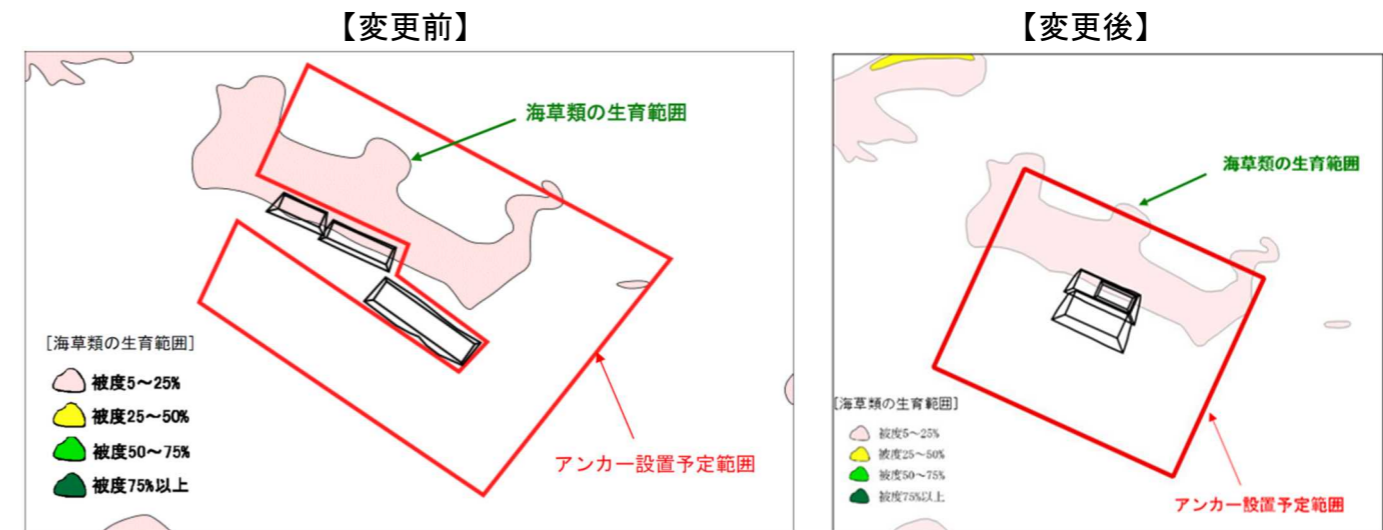 【変更前】
海草類の生育範囲
[海草類の生育範囲]
被度5～25%
被度25～50%
被度50～75%
被度75%以上
アンカー設置予定範囲
【変更後】
海草類の生育範囲
[海草類の生育範囲]
被度5～25%
被度25～50%
被度50～75%
被度75%以上
アンカー設置予定範囲